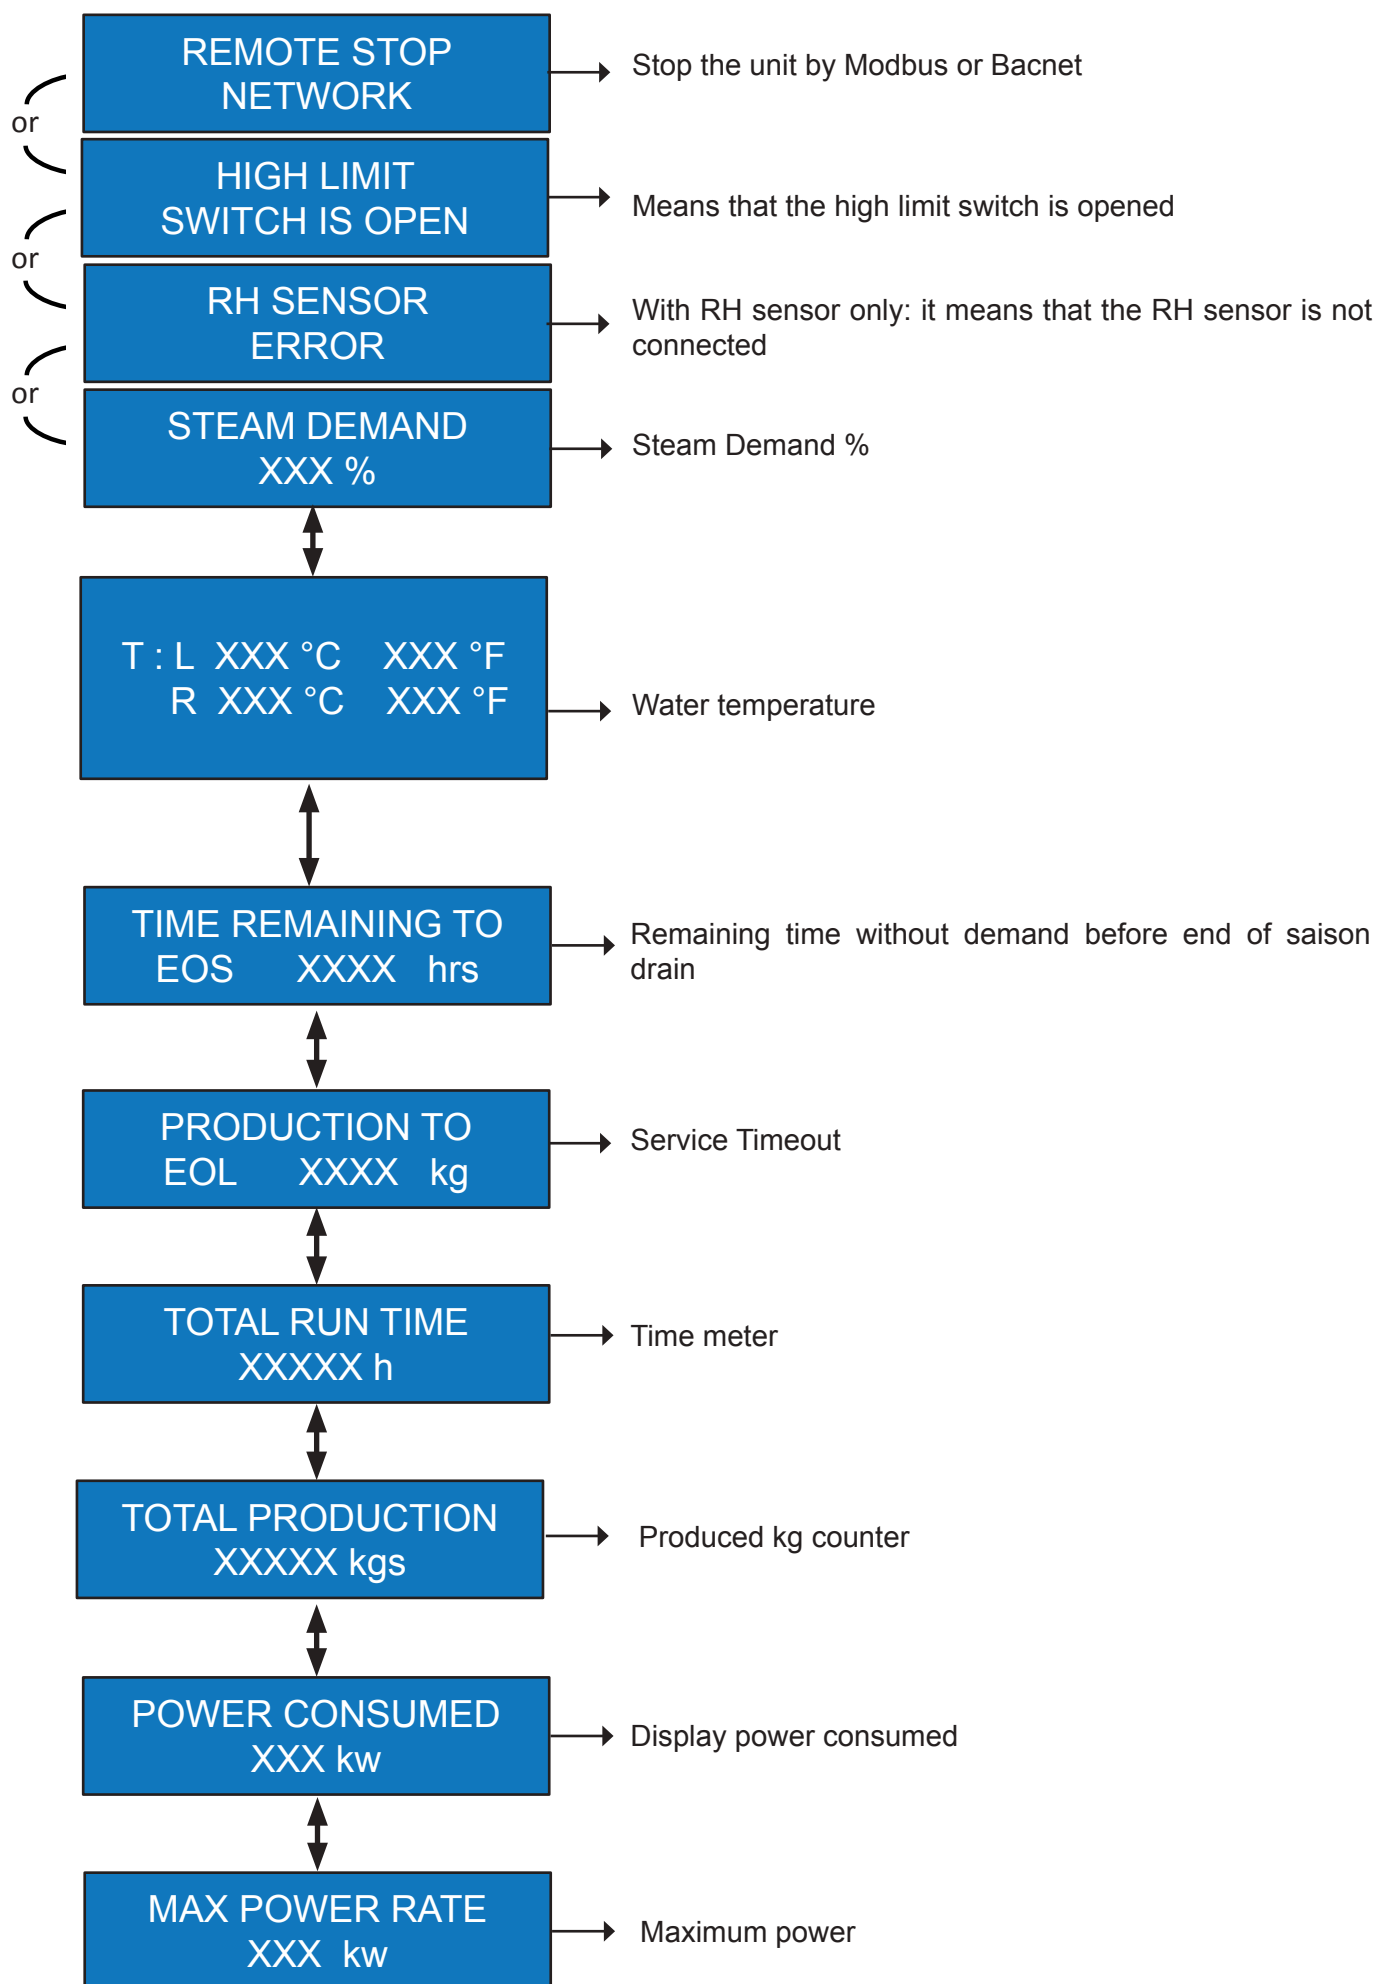 REMOTE STOP
NETWORK
Stop the unit by Modbus or Bacnet
or
HIGH LIMIT
SWITCH IS OPEN
Means that the high limit switch is opened
or
RH SENSOR
ERROR
With RH sensor only: it means that the RH sensor is not
connected
or
STEAM DEMAND
XXX %
Steam Demand %
T : L XXX °C XXX °F
R XXX °C XXX °F
Water temperature
TIME REMAINING TO
EOS XXXX hrs
Remaining time without demand before end of saison
drain
PRODUCTION TO
EOL XXXX kg
Service Timeout
TOTAL RUN TIME
XXXXX h
Time meter
TOTAL PRODUCTION
XXXXX kgs
Produced kg counter
POWER CONSUMED
XXX kw
Display power consumed
MAX POWER RATE
XXX kw
Maximum power